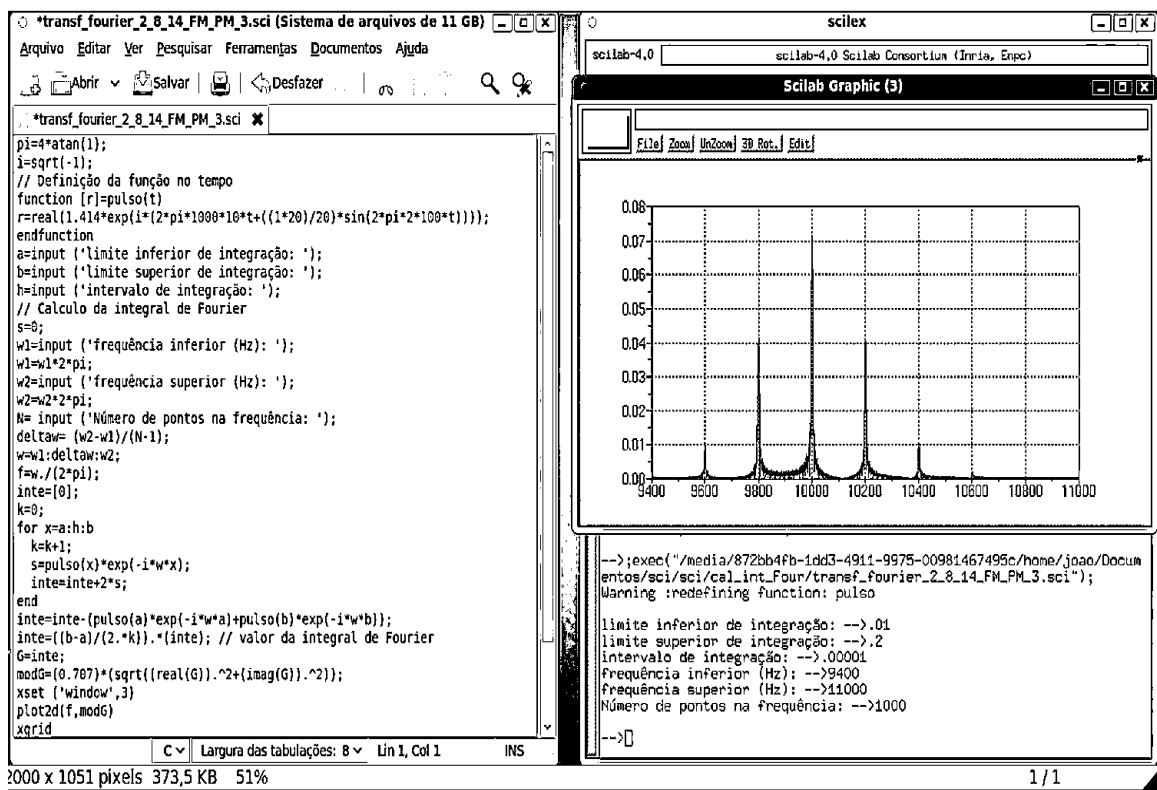 *transf_fourier_2_8_14_FM_PM_3.sci (Sistema de arquivos de 11 GB)
Arquivo Editar Ver Pesquisar Ferramentas Documentos Ajuda
Abrir Salvar Desfazer
*transf_fourier_2_8_14_FM_PM_3.sci
pi=4*atan(1);
i=sqrt(-1);
// Definição da função no tempo
function [r]=pulso(t)
r=real(1.414*exp(i*(2*pi*1000*10*t+((1*20)/20)*sin(2*pi*2*100*t))));
endfunction
a=input ('limite inferior de integração: ');
b=input ('limite superior de integração: ');
h=input ('intervalo de integração: ');
// Calculo da integral de Fourier
s=0;
w1=input ('frequência inferior (Hz): ');
w1=w1*2*pi;
w2=input ('frequência superior (Hz): ');
w2=w2*2*pi;
N= input ('Número de pontos na frequência: ');
deltaw= (w2-w1)/(N-1);
w=w1:deltaw:w2;
f=w./(2*pi);
inte=[0];
k=0;
for x=a:h:b
k=k+1;
s=pulso(x)*exp(-i*w*x);
inte=inte+2*s;
end
inte=inte-(pulso(a)*exp(-i*w*a)+pulso(b)*exp(-i*w*b));
inte=((b-a)/(2.*k)).*(inte); // valor da integral de Fourier
G=inte;
modG=(0.707)*(sqrt((real(G)).^2+(imag(G)).^2));
xset ('window',3)
plot2d(f,modG)
xgrid
C Largura das tabulações: 8 Lin 1, Col 1 INS
2000 x 1051 pixels 373,5 KB 51%
1 / 1
scilex
scilab-4.0 scilab-4.0 Scilab Consortium (Inria, Enpc)
Scilab Graphic (3)
File Zoom UnZoom 3D Rot. Edit
0.08
0.07
0.06
0.05
0.04
0.03
0.02
0.01
0.00
9400 9600 9800 10000 10200 10400 10600 10800 11000
-->;exec("/media/872bb4fb-1dd3-4911-9975-00981467495c/home/joao/Docum
entos/sci/sci/cal_int_Four/transf_fourier_2_8_14_FM_PM_3.sci");
Warning :redefining function: pulso
limite inferior de integração: -->.01
limite superior de integração: -->.2
intervalo de integração: -->.00001
frequência inferior (Hz): -->9400
frequência superior (Hz): -->11000
Número de pontos na frequência: -->1000
-->